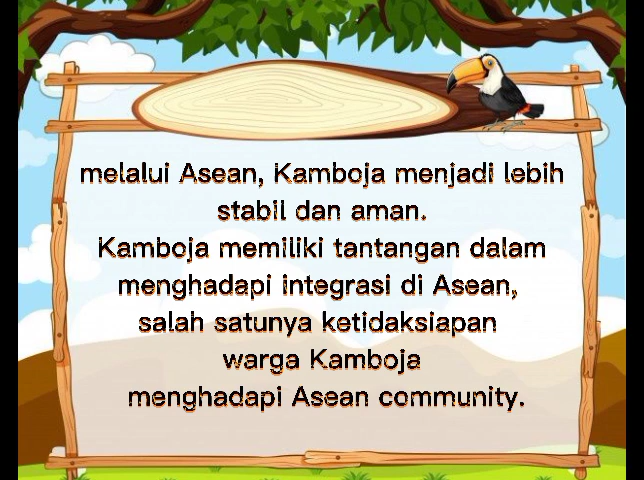 melalui Asean, Kamboja menjadi lebih
stabil dan aman.
Kamboja memiliki tantangan dalam
menghadapi integrasi di Asean,
salah satunya ketidaksiapan
warga Kamboja
menghadapi Asean community.